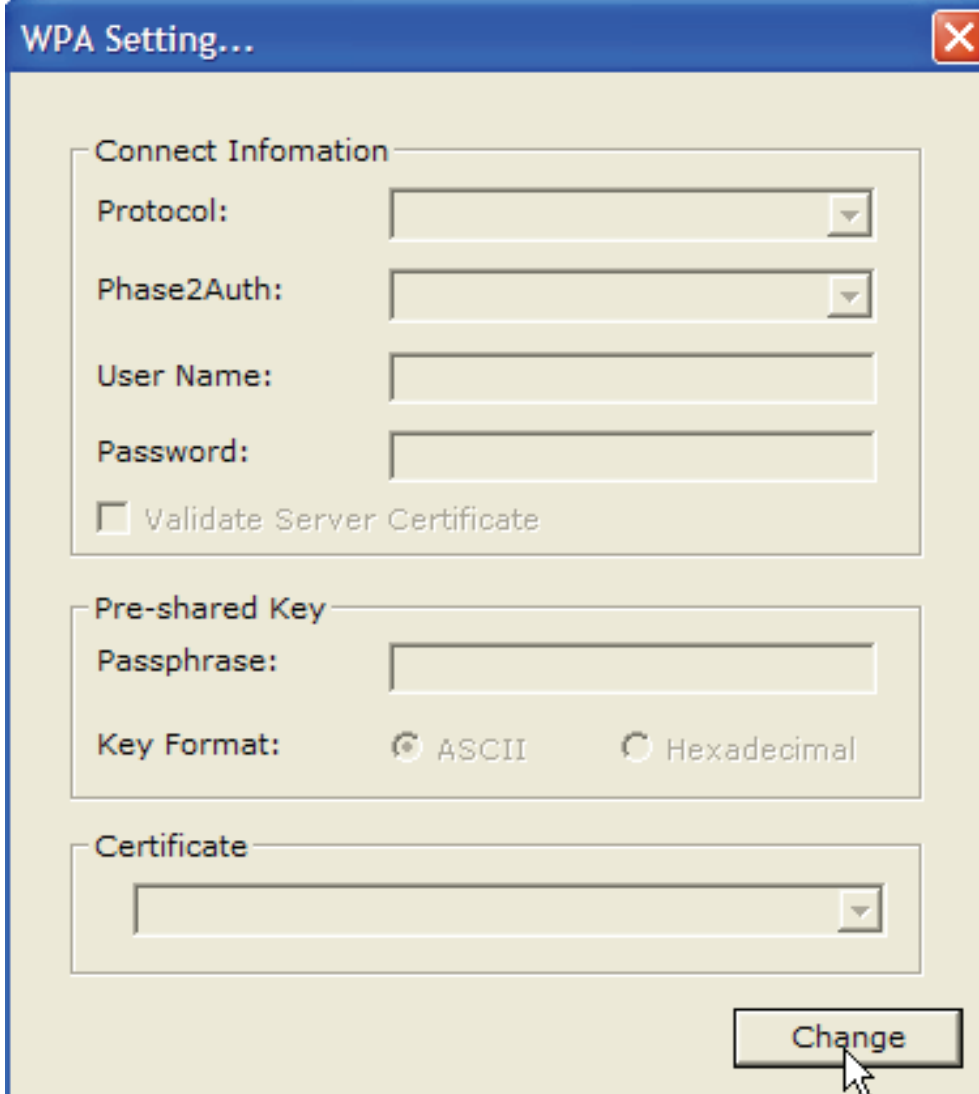 WPA Setting...
Connect Infomation
Protocol:
Phase2Auth:
User Name:
Password:
Validate Server Certificate
Pre-shared Key
Passphrase:
Key Format: ASCII Hexadecimal
Certificate
Change